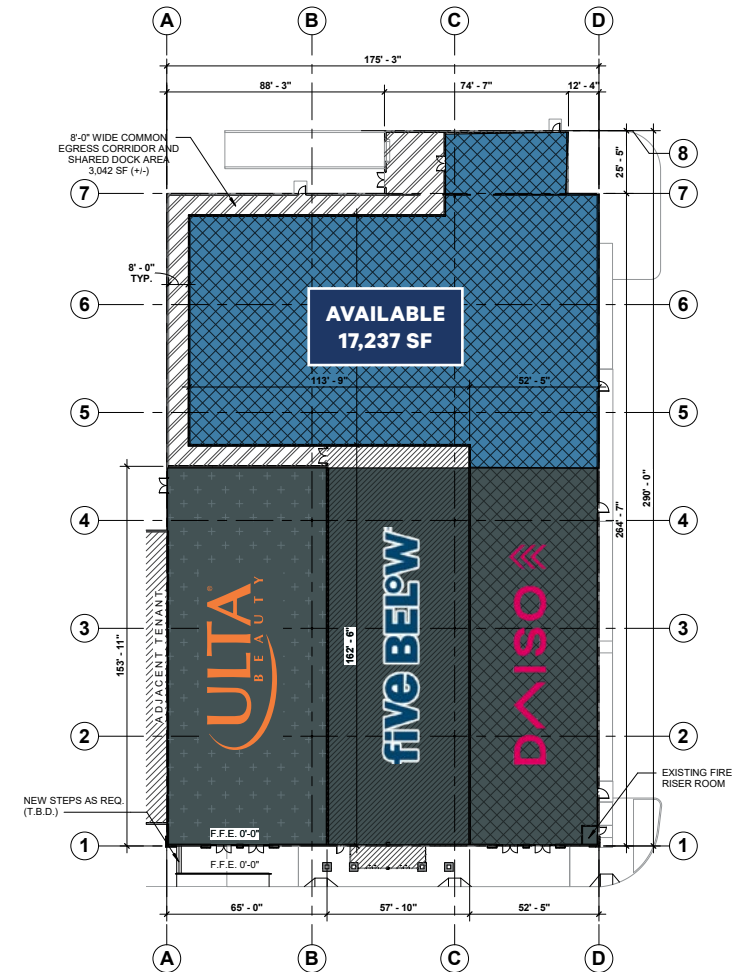 A
B
C
D
175' - 3"
88' - 3"
74' - 7"
12' - 4"
8'-0" WIDE COMMON
EGRESS CORRIDOR AND
SHARED DOCK AREA
3,042 SF (+/-)
8
25' - 5"
7
7
8' - 0"
TYP.
6
6
AVAILABLE
17,237 SF
113' - 9"
52' - 5"
5
5
290' - 0"
264' - 7"
4
4
ULTA
BEAUTY
five BELOW
DAISO
ADJACENT TENANT
3
3
153' - 11"
162' - 6"
2
2
EXISTING FIRE
RISER ROOM
NEW STEPS AS REQ.
(T.B.D.)
F.F.E. 0'-0"
1
1
F.F.E. 0'-0"
65' - 0"
57' - 10"
52' - 5"
A
B
C
D